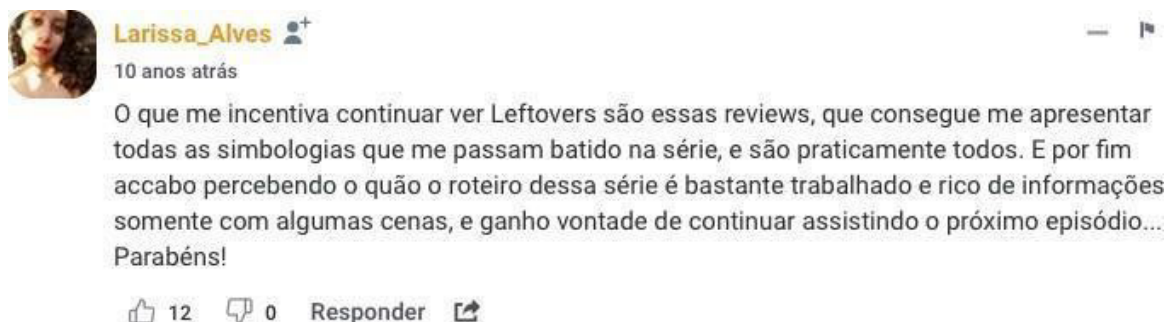 Larissa_Alves
10 anos atrás
O que me incentiva continuar ver Leftovers são essas reviews, que consegue me apresentar
todas as simbologias que me passam batido na série, e são praticamente todos. E por fim
accabo percebendo o quão o roteiro dessa série é bastante trabalhado e rico de informações
somente com algumas cenas, e ganho vontade de continuar assistindo o próximo episódio...
Parabéns!
12 0 Responder